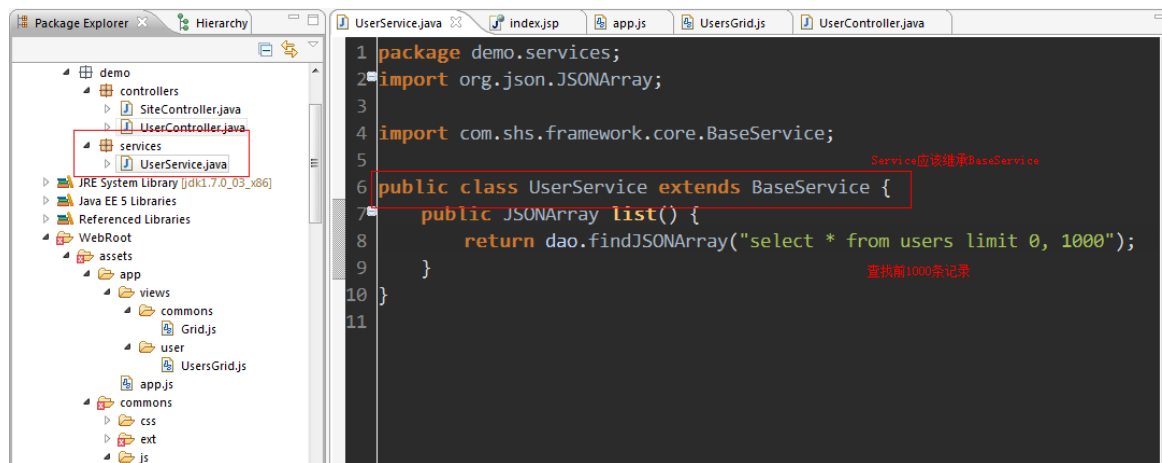 Package Explorer
Hierarchy
UserService.java
index.jsp
app.js
UsersGrid.js
UserController.java
demo
controllers
SiteController.java
UserController.java
services
UserService.java
JRE System Library [jdk1.7.0_03_x86]
Java EE 5 Libraries
Referenced Libraries
WebRoot
assets
app
views
commons
Grid.js
user
UsersGrid.js
app.js
commons
css
ext
js
1 package demo.services;
2 import org.json.JSONArray;
3
4 import com.shs.framework.core.BaseService;
5
Service应该继承BaseService
6 public class UserService extends BaseService {
7 public JSONArray list() {
8 return dao.findJSONArray("select * from users limit 0, 1000");
9 }
查找前1000条记录
10 }
11